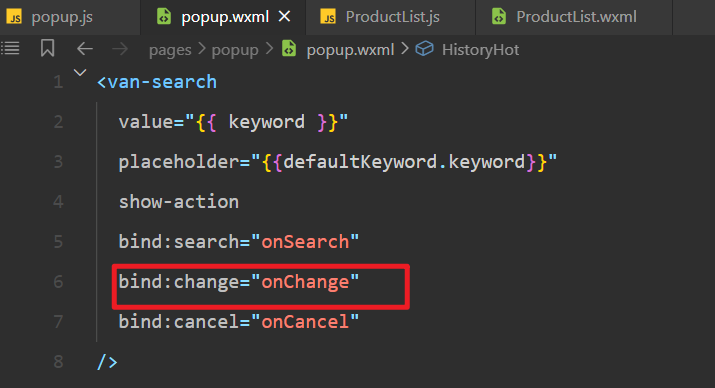 JS popup.js popup.wxml × JS ProductList.js ProductList.wxml
pages > popup > popup.wxml > HistoryHot
1 <van-search
2 value="{{ keyword }}"
3 placeholder="{{defaultKeyword.keyword}}"
4 show-action
5 bind:search="onSearch"
6 bind:change="onChange"
7 bind:cancel="onCancel"
8 />